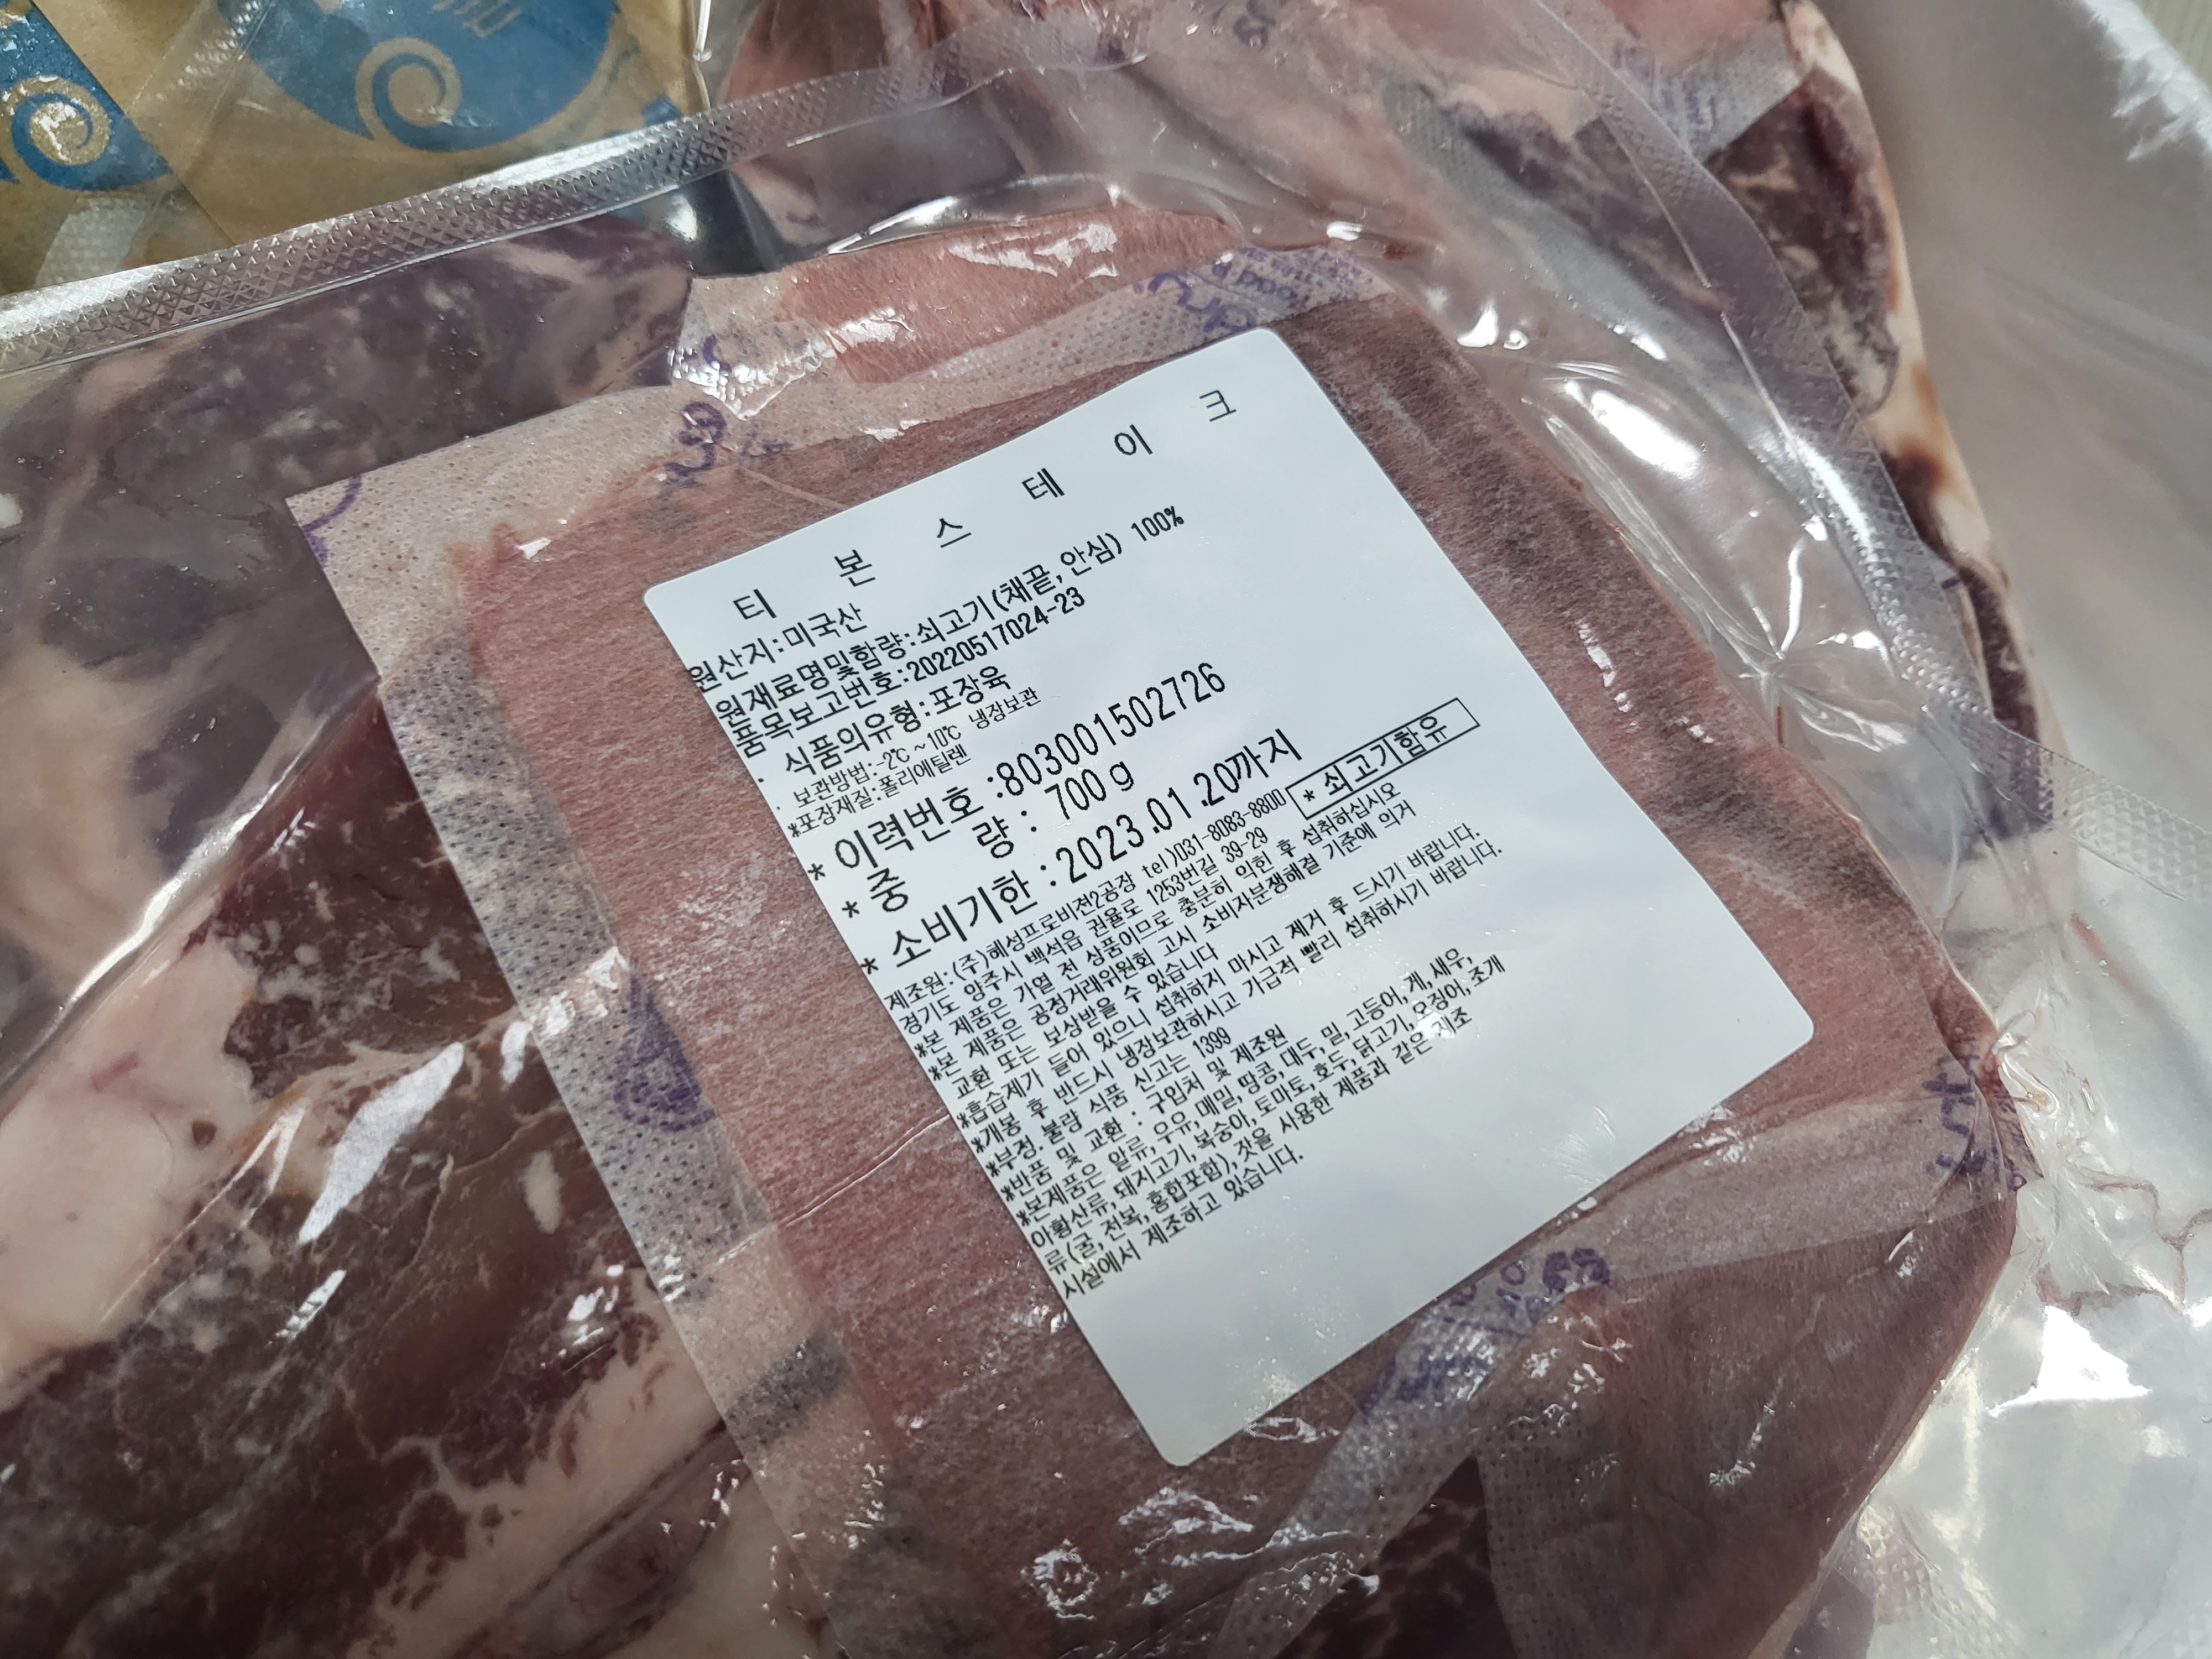 티 본 스 테 이 크
원산지:미국산
원재료명및함량:쇠고기(채끝,안심) 100%
품목보고번호:20220517024-23
· 식품의유형:포장육
· 보관방법:-2℃~10℃ 냉장보관
*포장재질:폴리에틸렌
* 이력번호 :803001502726
* 중 량 : 700g
* 소비기한 :2023.01.20까지
제조원:(주)혜성프로비젼2공장 tel)031-8083-8800
* 쇠고기함유
경기도 양주시 백석읍 권율로 1253번길 39-29
*본 제품은 가열 전 상품이므로 충분히 익힌 후 섭취하십시오
*본 제품은 공정거래위원회 고시 소비자분쟁해결 기준에 의거
교환 또는 보상받을 수 있습니다
*흡습제가 들어 있으니 섭취하지 마시고 제거 후 드시기 바랍니다.
*개봉 후 반드시 냉장보관하시고 가급적 빨리 섭취하시기 바랍니다.
*부정.불량 식품 신고는 1399
*반품 및 교환 : 구입처 및 제조원
*본제품은 알류, 우유, 메밀, 땅콩, 대두, 밀, 고등어, 게, 새우,
아황산류, 돼지고기, 복숭아, 토마토, 호두, 닭고기, 오징어, 조개
류(굴, 전복, 홍합포함), 잣을 사용한 제품과 같은 제조
시설에서 제조하고 있습니다.